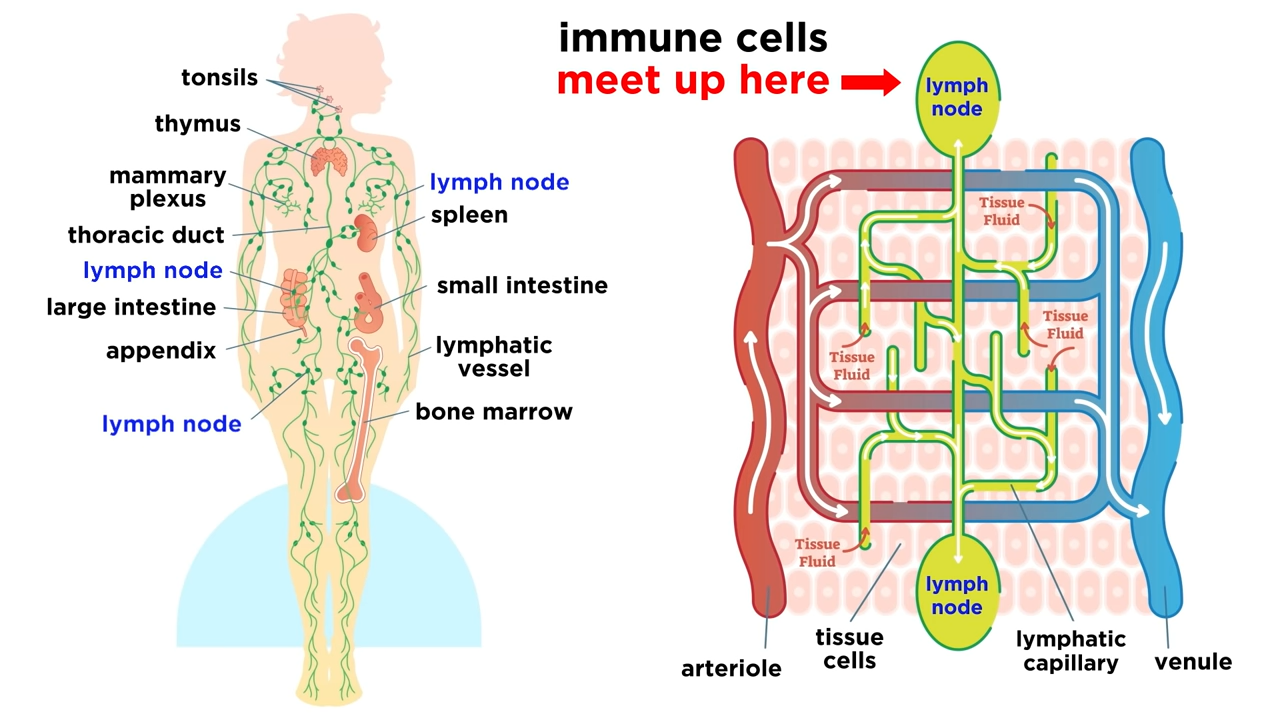 immune cells
meet up here
tonsils
thymus
mammary
plexus
thoracic duct
lymph node
large intestine
appendix
lymph node
lymph node
spleen
small intestine
lymphatic
vessel
bone marrow
lymph
node
Tissue
Fluid
Tissue
Fluid
Tissue
Fluid
Tissue
Fluid
lymph
node
arteriole
tissue
cells
lymphatic
capillary
venule